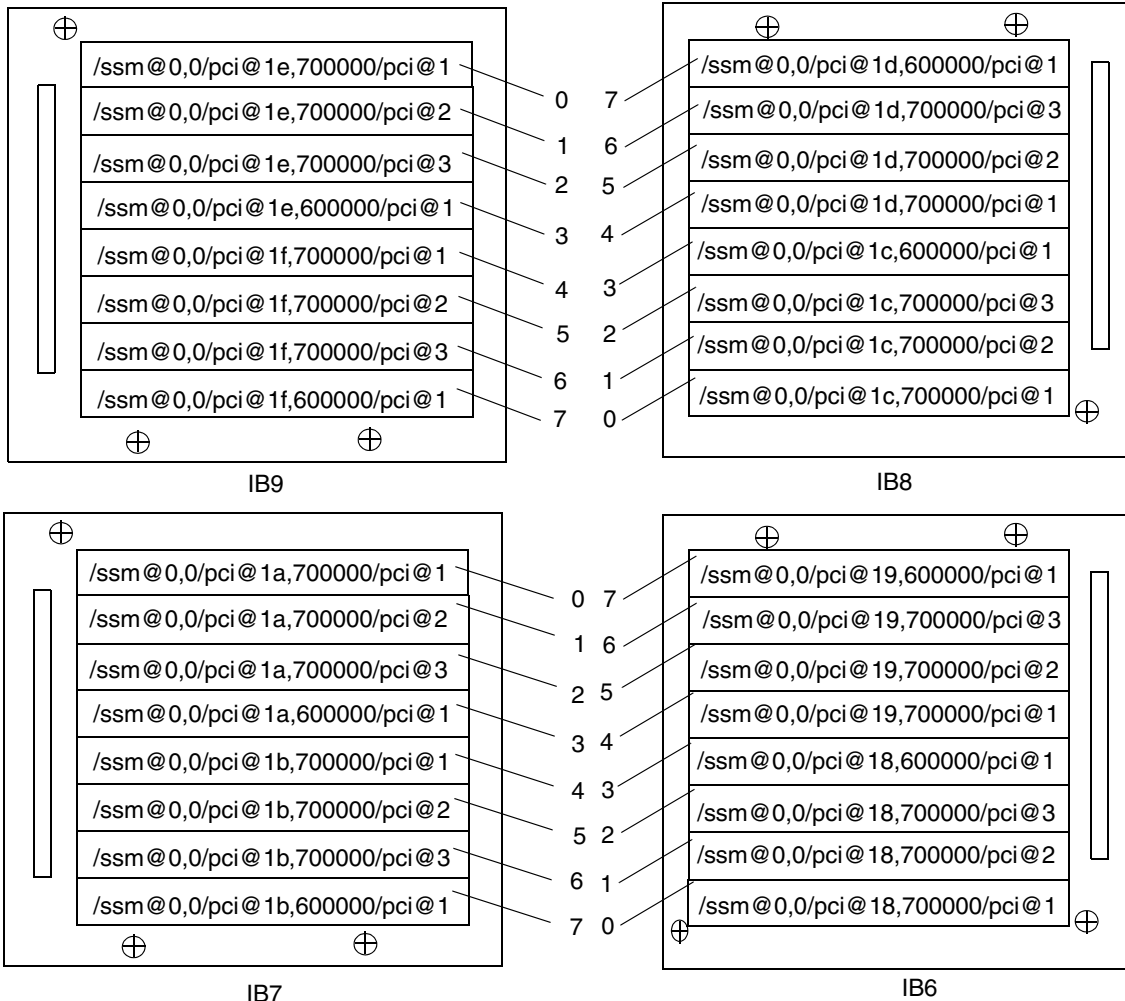 /ssm@0,0/pci@1e,700000/pci@1
/ssm@0,0/pci@1e,700000/pci@2
/ssm@0,0/pci@1e,700000/pci@3
/ssm@0,0/pci@1e,600000/pci@1
/ssm@0,0/pci@1f,700000/pci@1
/ssm@0,0/pci@1f,700000/pci@2
/ssm@0,0/pci@1f,700000/pci@3
/ssm@0,0/pci@1f,600000/pci@1
0
1
2
3
4
5
6
7
IB9
7
6
5
4
3
2
1
0
/ssm@0,0/pci@1d,600000/pci@1
/ssm@0,0/pci@1d,700000/pci@3
/ssm@0,0/pci@1d,700000/pci@2
/ssm@0,0/pci@1d,700000/pci@1
/ssm@0,0/pci@1c,600000/pci@1
/ssm@0,0/pci@1c,700000/pci@3
/ssm@0,0/pci@1c,700000/pci@2
/ssm@0,0/pci@1c,700000/pci@1
IB8
/ssm@0,0/pci@1a,700000/pci@1
/ssm@0,0/pci@1a,700000/pci@2
/ssm@0,0/pci@1a,700000/pci@3
/ssm@0,0/pci@1a,600000/pci@1
/ssm@0,0/pci@1b,700000/pci@1
/ssm@0,0/pci@1b,700000/pci@2
/ssm@0,0/pci@1b,700000/pci@3
/ssm@0,0/pci@1b,600000/pci@1
0
1
2
3
4
5
6
7
IB7
7
6
5
4
3
2
1
0
/ssm@0,0/pci@19,600000/pci@1
/ssm@0,0/pci@19,700000/pci@3
/ssm@0,0/pci@19,700000/pci@2
/ssm@0,0/pci@19,700000/pci@1
/ssm@0,0/pci@18,600000/pci@1
/ssm@0,0/pci@18,700000/pci@3
/ssm@0,0/pci@18,700000/pci@2
/ssm@0,0/pci@18,700000/pci@1
IB6